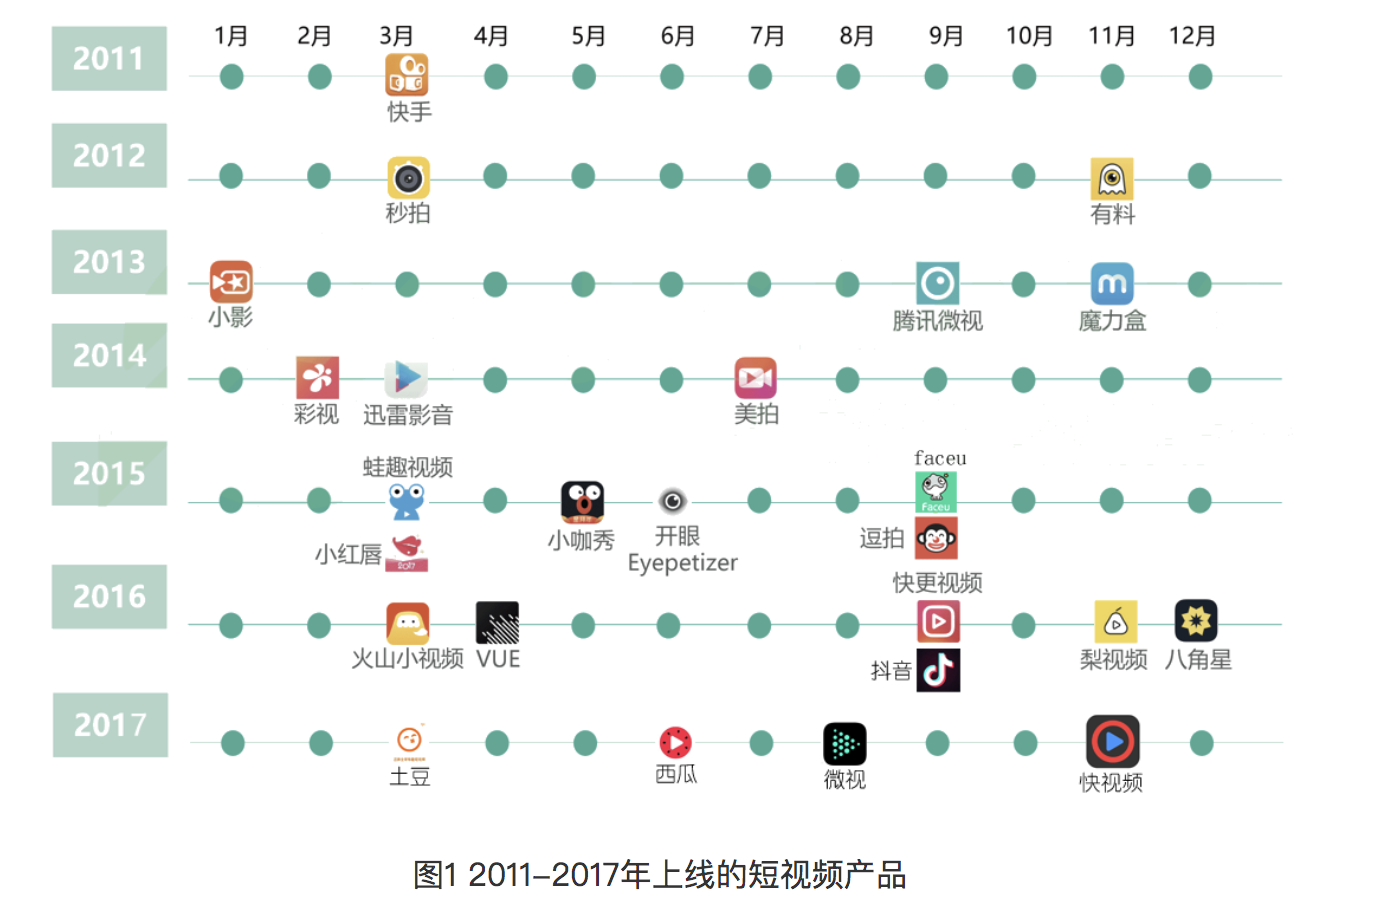 1月 2月 3月 4月 5月 6月 7月 8月 9月 10月 11月 12月
2011
快手
2012
秒拍 有料
2013
小影 腾讯微视 魔力盒
2014
彩视 迅雷影音 美拍
faceu
蛙趣视频
2015
Faceu
小红唇 2017 小咖秀 开眼 逗拍
Eyepetizer
快更视频
2016
火山小视频 VUE 梨视频 八角星
抖音
2017
土豆 西瓜 微视 快视频
图1 2011-2017年上线的短视频产品